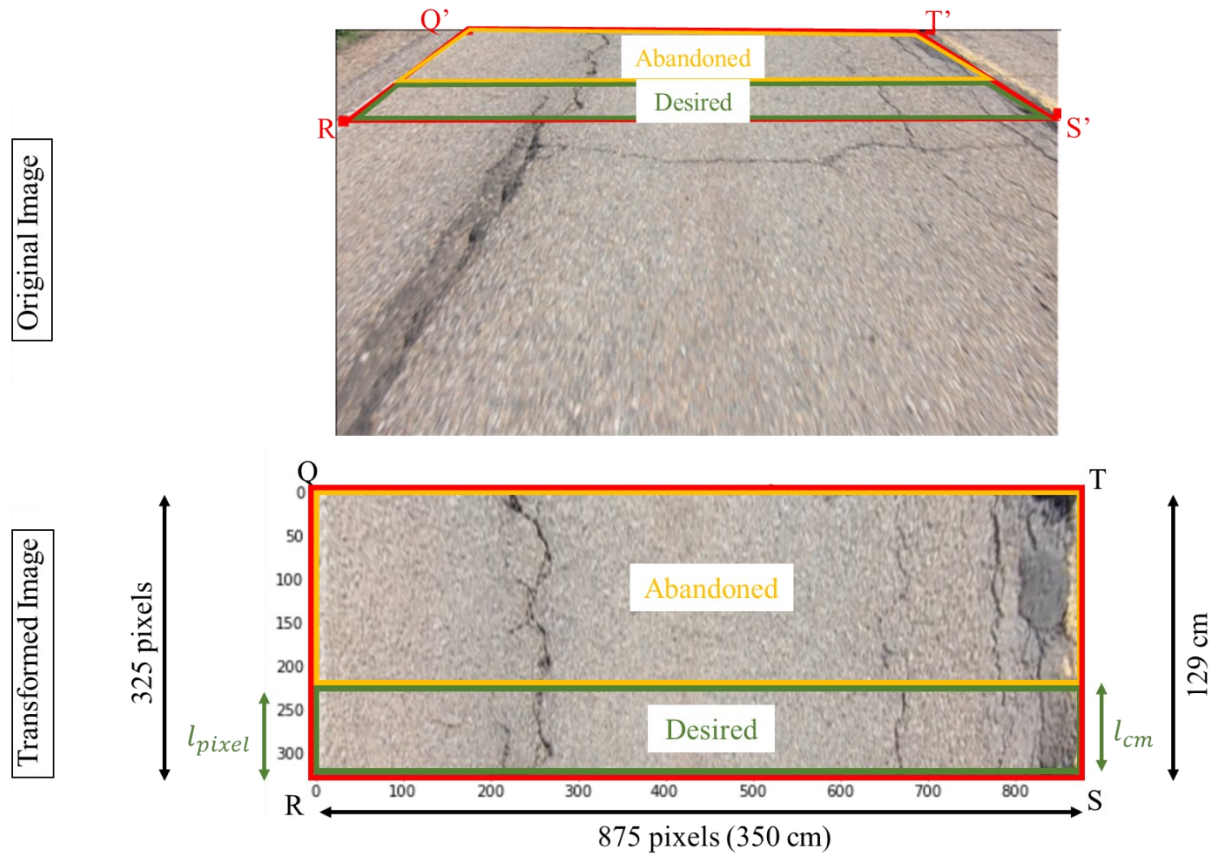 Q’
T’
Abandoned
Desired
R
S’
Original Image
Q
T
0
50
100
150
200
250
300
Abandoned
Desired
325 pixels
129 cm
l_pixel
l_cm
Transformed Image
R
0 100 200 300 400 500 600 700 800
S
875 pixels (350 cm)